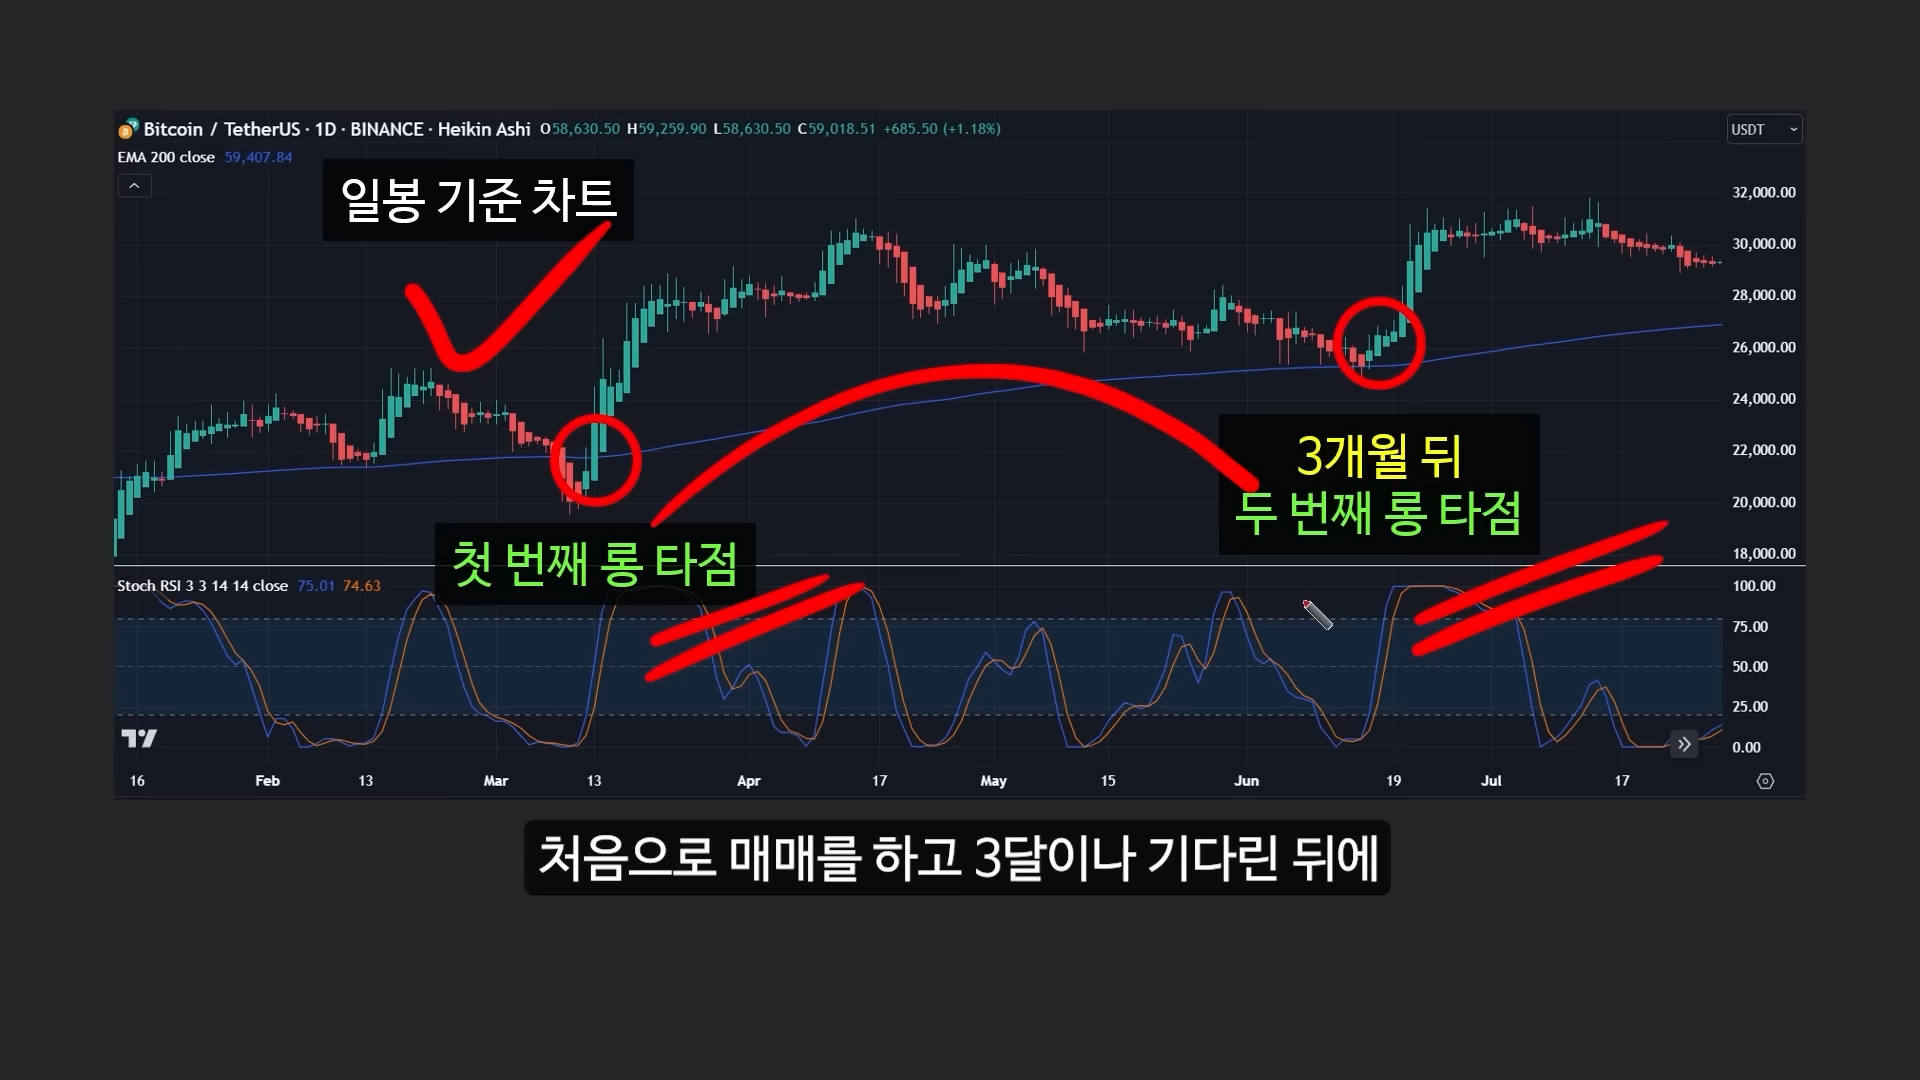 Bitcoin / TetherUS · 1D · BINANCE · Heikin Ashi O58,630.50 H59,259.90 L58,630.50 C59,018.51 +685.50 (+1.18%)
USDT
EMA 200 close 59,407.84
일봉 기준 차트
32,000.00
30,000.00
28,000.00
26,000.00
24,000.00
22,000.00
20,000.00
18,000.00
3개월 뒤
두 번째 롱 타점
첫 번째 롱 타점
Stoch RSI 3 3 14 14 close 75.01 74.63
100.00
75.00
50.00
25.00
0.00
16 Feb 13 Mar 13 Apr 17 May 15 Jun 19 Jul 17
처음으로 매매를 하고 3달이나 기다린 뒤에